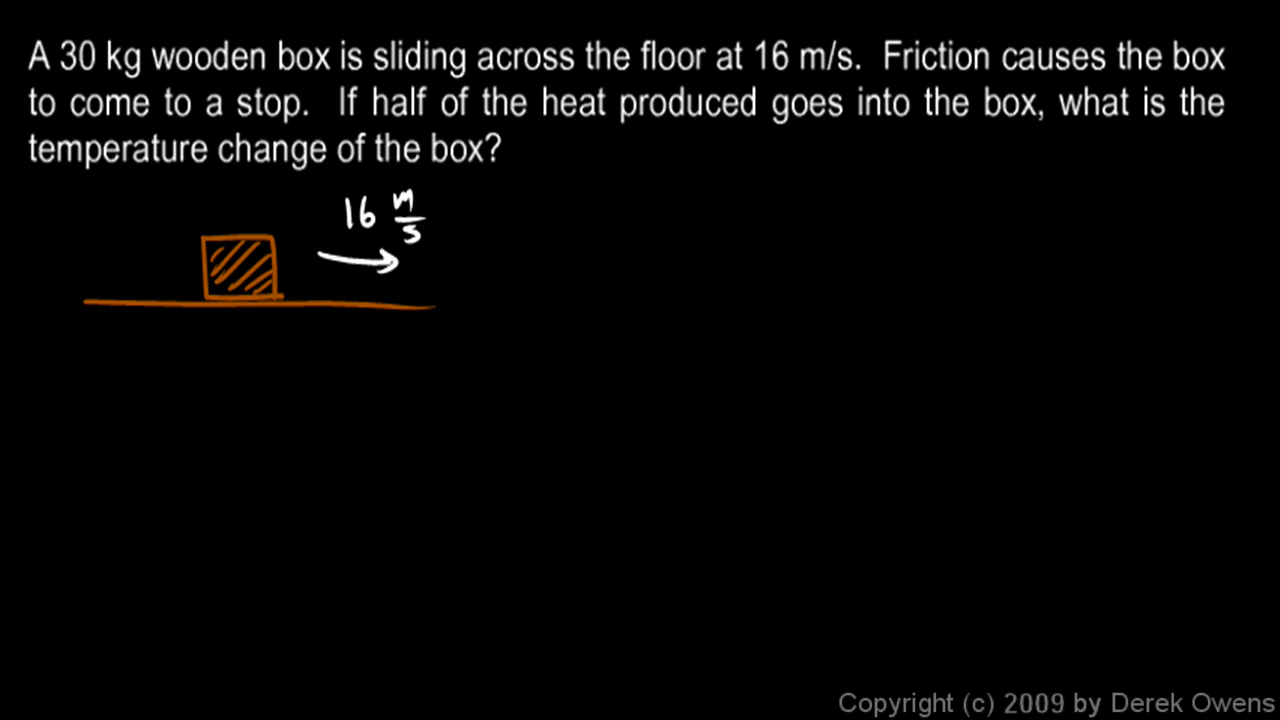 A 30 kg wooden box is sliding across the floor at 16 m/s. Friction causes the box
to come to a stop. If half of the heat produced goes into the box, what is the
temperature change of the box?
16 m/s
Copyright (c) 2009 by Derek Owens